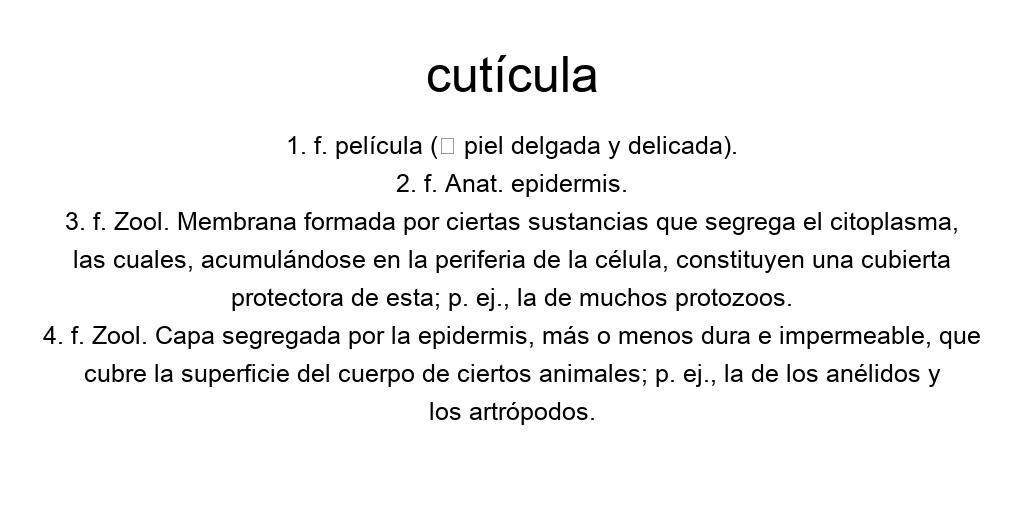 cutícula
1. f. película (▯ piel delgada y delicada).
2. f. Anat. epidermis.
3. f. Zool. Membrana formada por ciertas sustancias que segrega el citoplasma,
las cuales, acumulándose en la periferia de la célula, constituyen una cubierta
protectora de esta; p. ej., la de muchos protozoos.
4. f. Zool. Capa segregada por la epidermis, más o menos dura e impermeable, que
cubre la superficie del cuerpo de ciertos animales; p. ej., la de los anélidos y
los artrópodos.